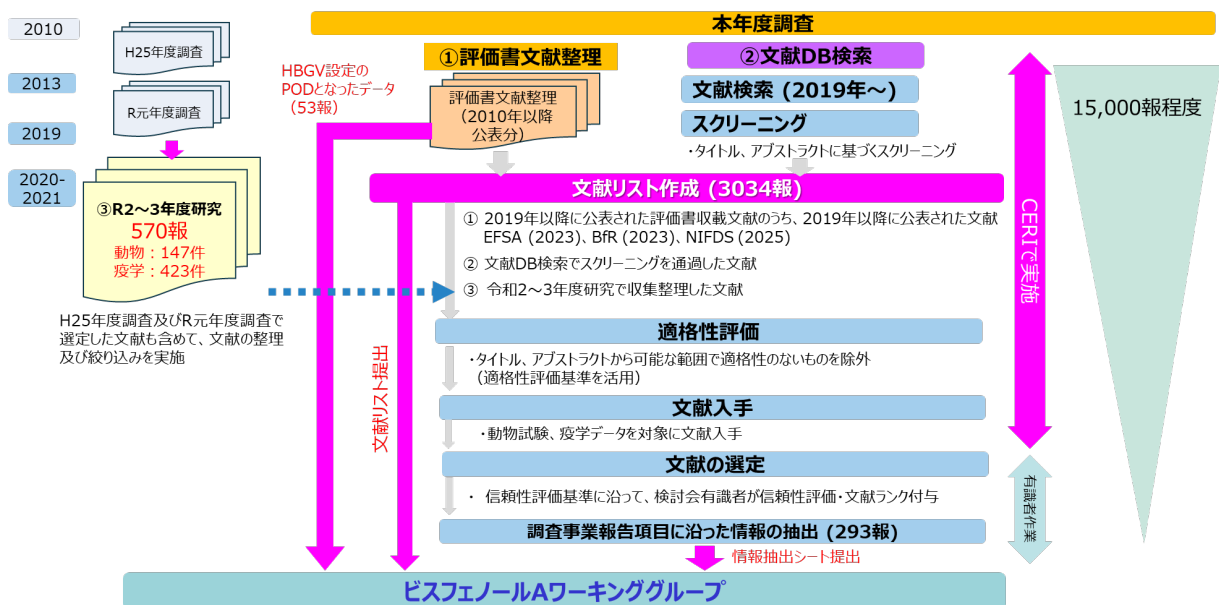 本年度調査
2010
2013
2019
2020-
2021
H25年度調査
R元年度調査
③R2～3年度研究
570報
動物：147件
疫学：423件
H25年度調査及びR元年度調査で
選定した文献も含めて、文献の整理
及び絞り込みを実施
HBGV設定の
PODとなったデータ
(53報)
①評価書文献整理
評価書文献整理
(2010年以降
公表分)
②文献DB検索
文献検索 (2019年～)
スクリーニング
・タイトル、アブストラクトに基づくスクリーニング
文献リスト作成 (3034報)
① 2019年以降に公表された評価書収載文献のうち、2019年以降に公表された文献
EFSA (2023)、BfR (2023)、NIFDS (2025)
② 文献DB検索でスクリーニングを通過した文献
③ 令和2～3年度研究で収集整理した文献
適格性評価
・タイトル、アブストラクトから可能な範囲で適格性のないものを除外
（適格性評価基準を活用）
文献入手
・動物試験、疫学データを対象に文献入手
文献の選定
・ 信頼性評価基準に沿って、検討会有識者が信頼性評価・文献ランク付与
調査事業報告項目に沿った情報の抽出 (293報)
情報抽出シート提出
文献リスト提出
CERIで実施
有識者作業
15,000報程度
ビスフェノールAワーキンググループ